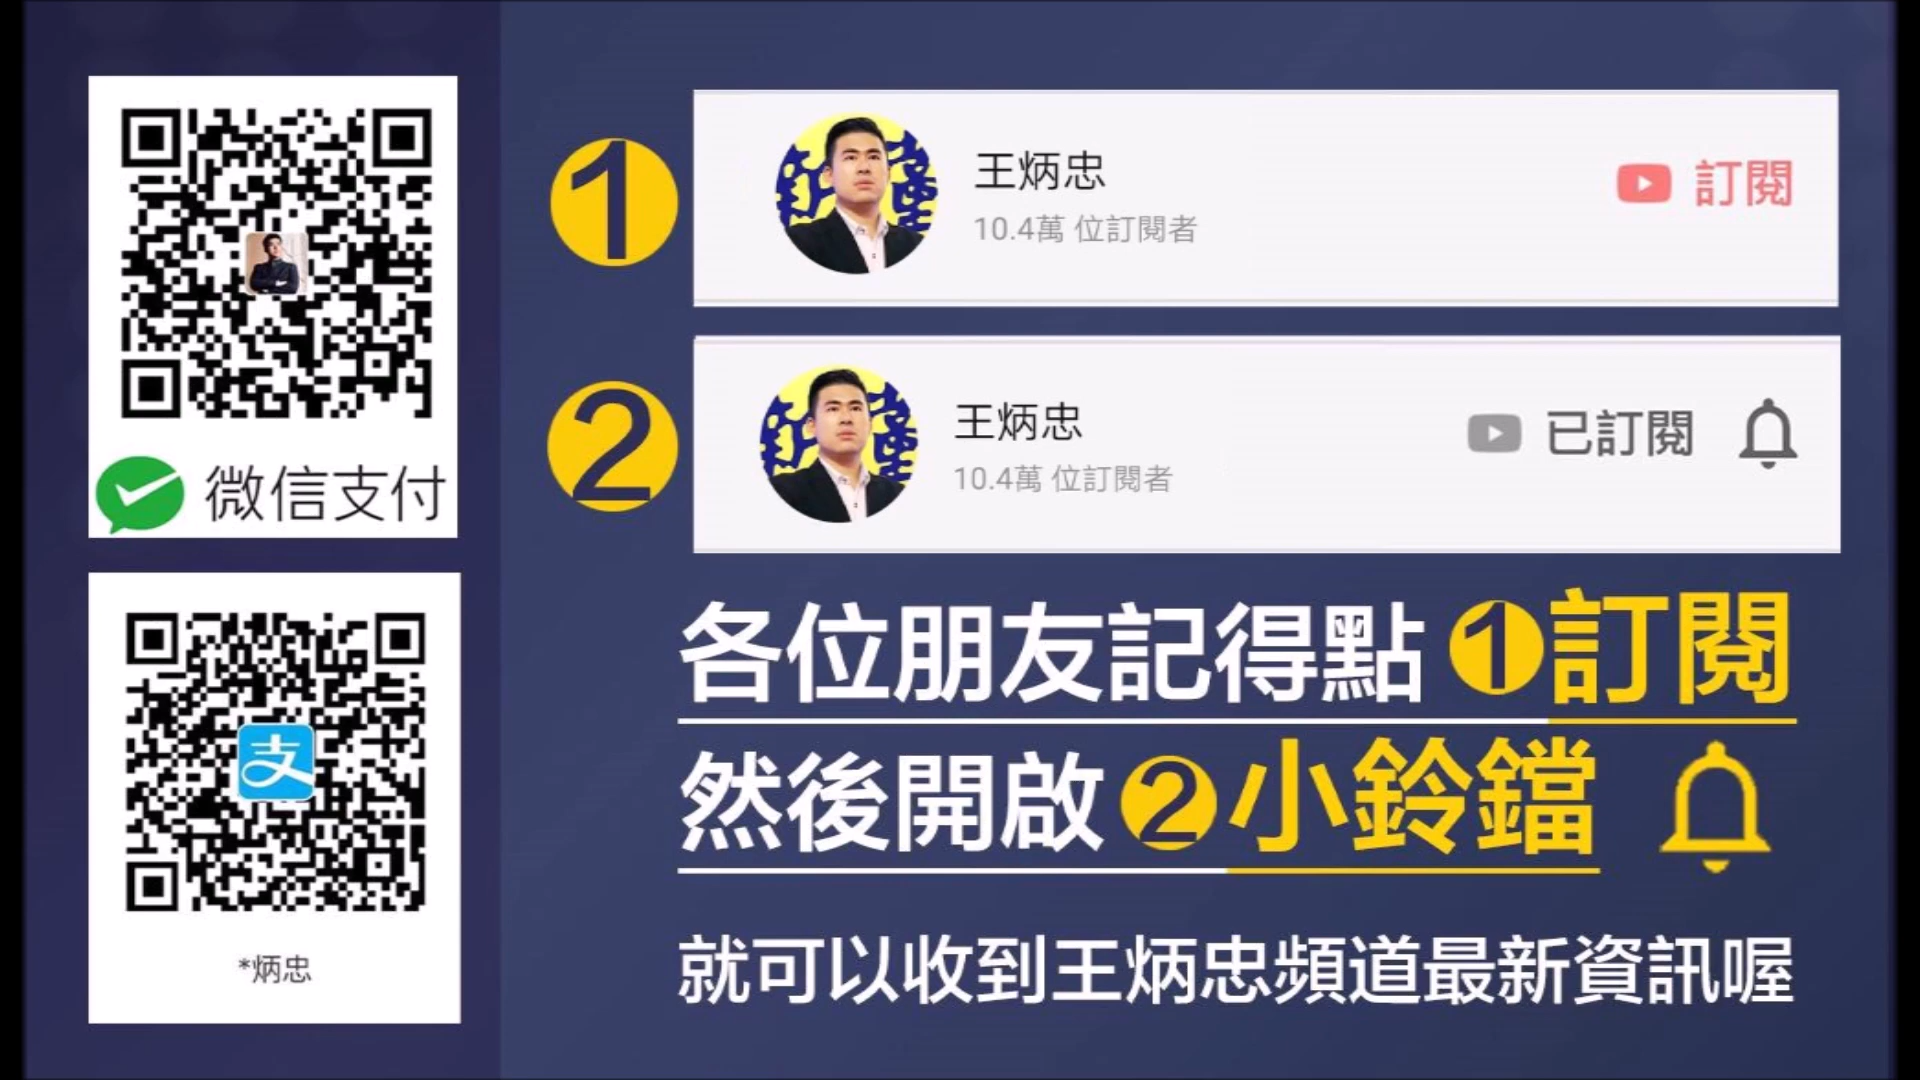 微信支付
支
*炳忠
1
王炳忠
10.4萬 位訂閱者
訂閱
2
王炳忠
10.4萬 位訂閱者
已訂閱
各位朋友記得點1訂閱
然後開啟2小鈴鐺
就可以收到王炳忠頻道最新資訊喔